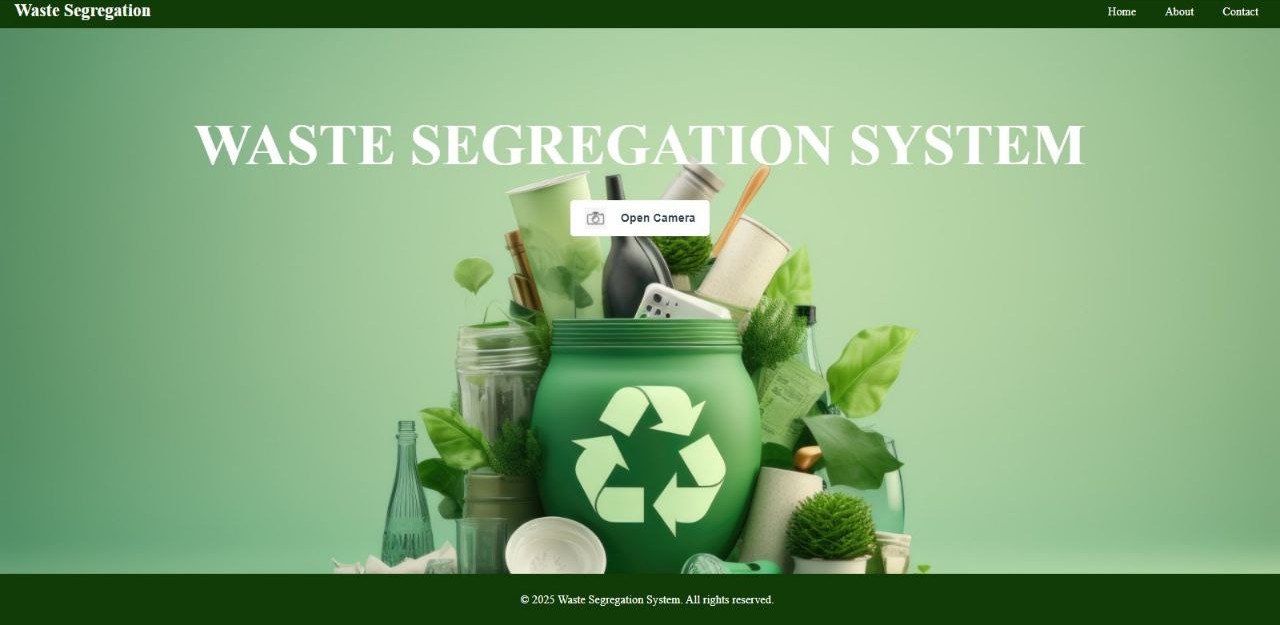 Waste Segregation
Home
About
Contact
WASTE SEGREGATION SYSTEM
Open Camera
© 2025 Waste Segregation System. All rights reserved.